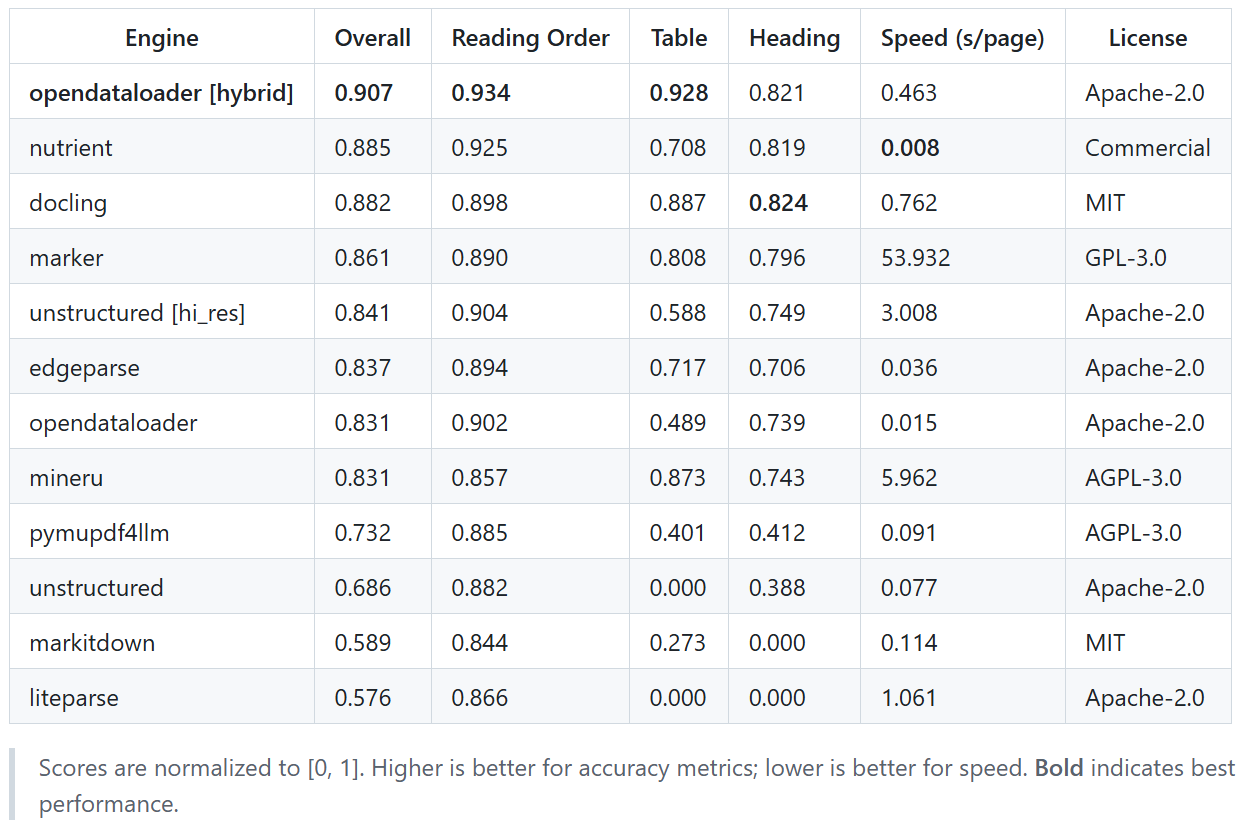 Engine Overall Reading Order Table Heading Speed (s/page) License
opendataloader [hybrid] 0.907 0.934 0.928 0.821 0.463 Apache-2.0
nutrient 0.885 0.925 0.708 0.819 0.008 Commercial
docling 0.882 0.898 0.887 0.824 0.762 MIT
marker 0.861 0.890 0.808 0.796 53.932 GPL-3.0
unstructured [hi_res] 0.841 0.904 0.588 0.749 3.008 Apache-2.0
edgeparse 0.837 0.894 0.717 0.706 0.036 Apache-2.0
opendataloader 0.831 0.902 0.489 0.739 0.015 Apache-2.0
mineru 0.831 0.857 0.873 0.743 5.962 AGPL-3.0
pymupdf4llm 0.732 0.885 0.401 0.412 0.091 AGPL-3.0
unstructured 0.686 0.882 0.000 0.388 0.077 Apache-2.0
markitdown 0.589 0.844 0.273 0.000 0.114 MIT
liteparse 0.576 0.866 0.000 0.000 1.061 Apache-2.0
Scores are normalized to [0, 1]. Higher is better for accuracy metrics; lower is better for speed. Bold indicates best
performance.